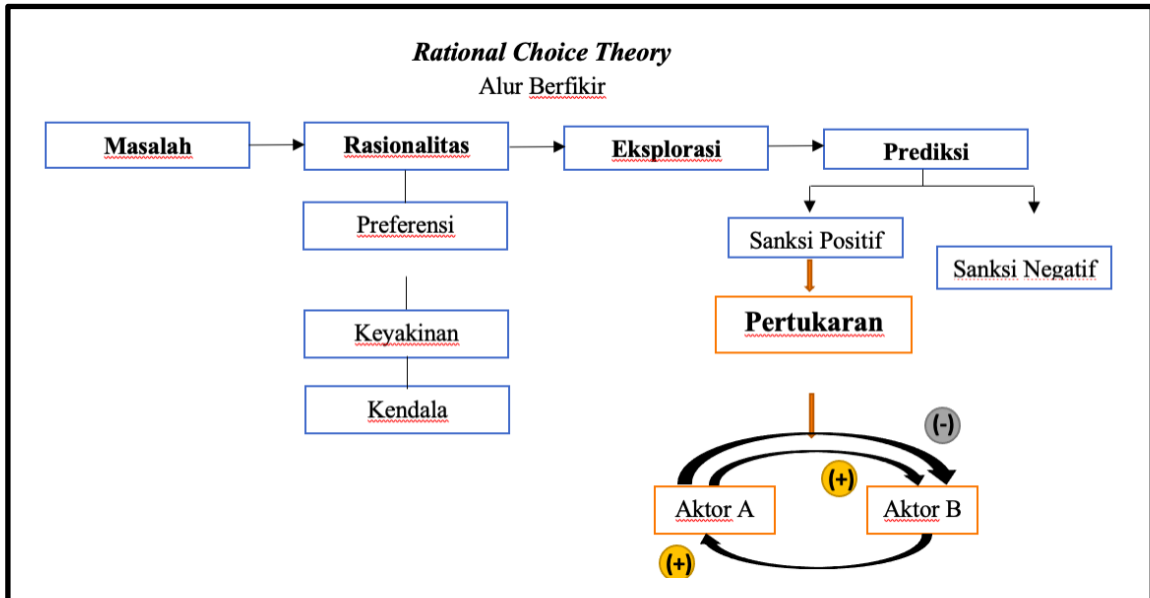 Rational Choice Theory
Alur Berfikir
Masalah
Rasionalitas
Eksplorasi
Prediksi
Preferensi
Keyakinan
Kendala
Sanksi Positif
Sanksi Negatif
Pertukaran
(-)
(+)
Aktor A
Aktor B
(+)